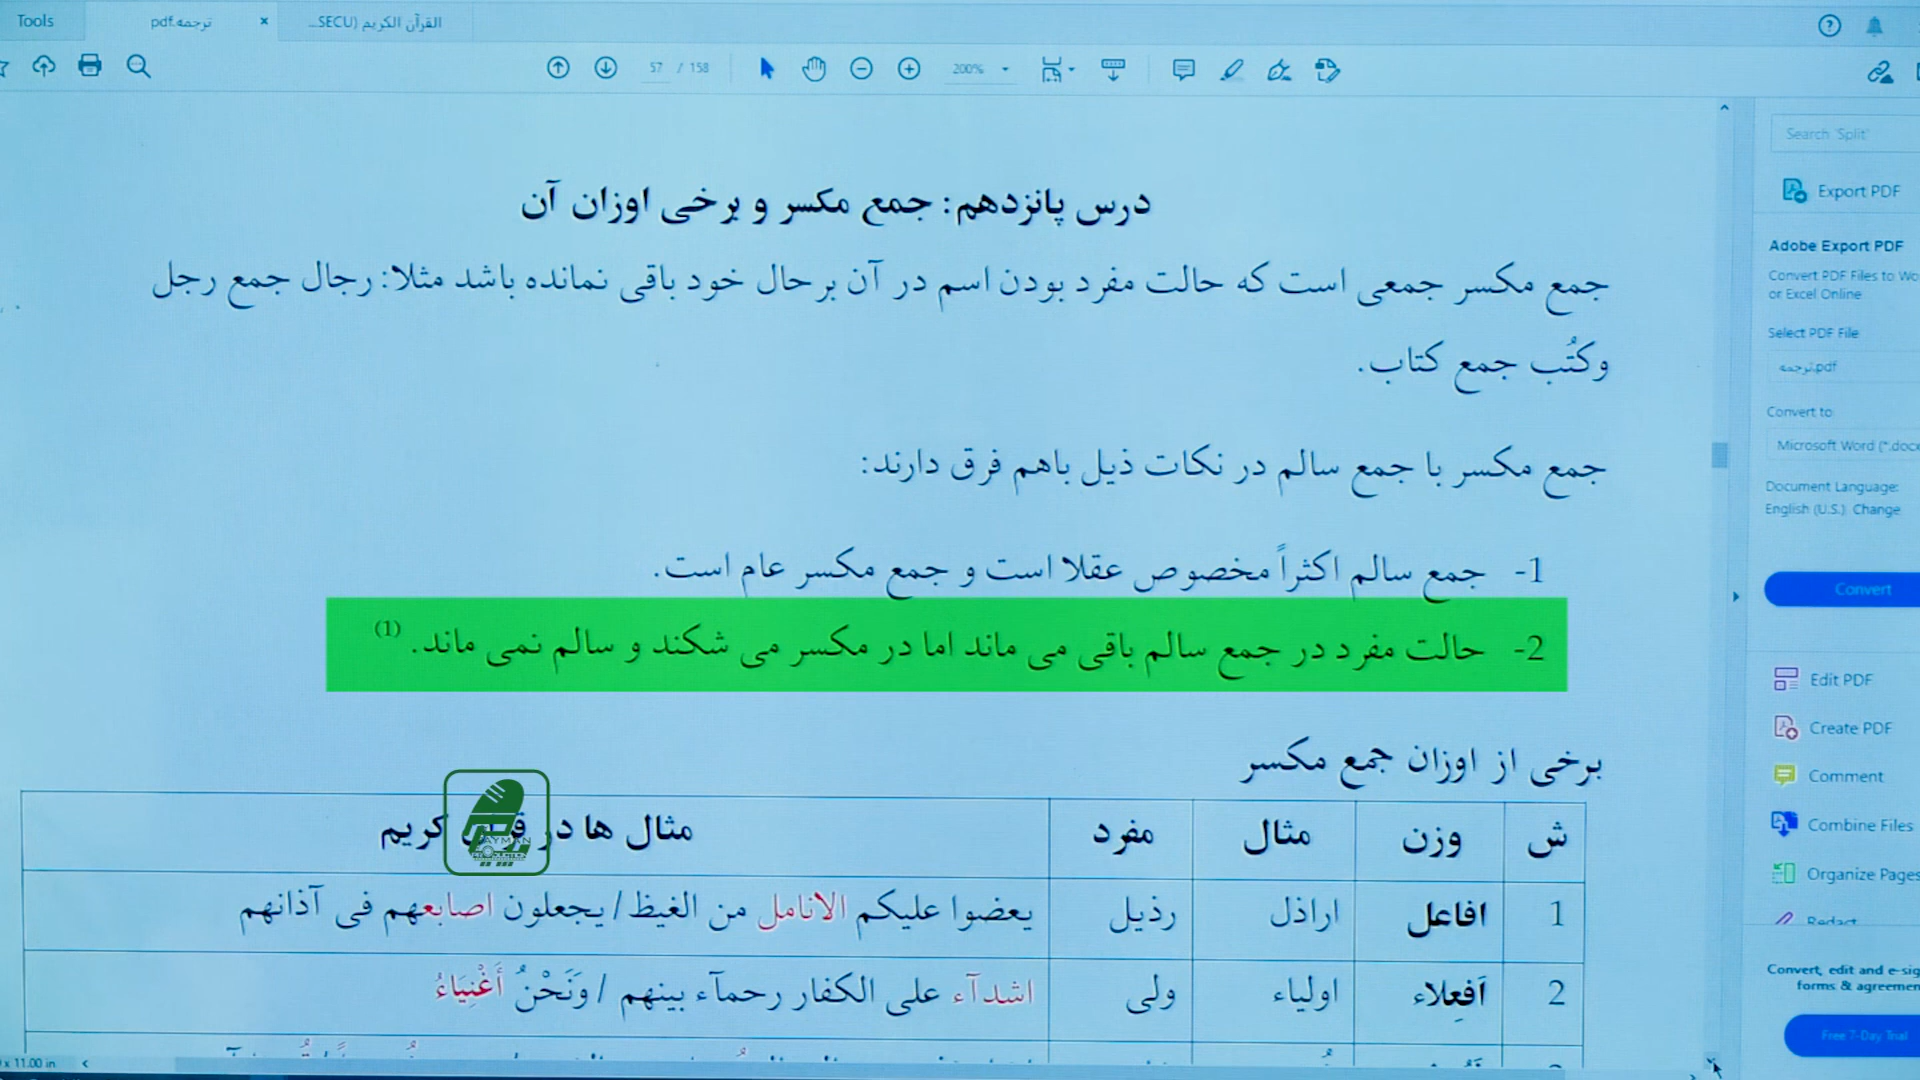 Tools
ترجمه.pdf ×
القرآن الكريم (SECU...
57 / 158
200%
Search 'Split'
Export PDF
Adobe Export PDF
Convert PDF Files to Wo
or Excel Online
Select PDF File
ترجمه.pdf
Convert to
Microsoft Word (*.docx
Document Language:
English (U.S.) Change
Convert
Edit PDF
Create PDF
Comment
Combine Files
Organize Pages
Redact
Convert, edit and e-sig
forms & agreemen
Free 7-Day Trial
درس پانزدهم: جمع مکسر و برخی اوزان آن
جمع مکسر جمعی است که حالت مفرد بودن اسم در آن بر حال خود باقی نمانده باشد مثلا: رجال جمع رجل
وکتُب جمع کتاب.
جمع مکسر با جمع سالم در نکات ذیل باهم فرق دارند:
1- جمع سالم اکثراً مخصوص عقلا است و جمع مکسر عام است.
2- حالت مفرد در جمع سالم باقی می ماند اما در مکسر می شکند و سالم نمی ماند. (1)
برخی از اوزان جمع مکسر
ش وزن مثال مفرد مثال ها در قرآن کریم
1 افاعل اراذل رذیل یعضوا علیکم الانامل من الغیظ / یجعلون اصابعهم فی آذانهم
2 اَفعِلاء اولیاء ولی اشدآء علی الکفار رحمآء بینهم / وَنَحْنُ أَغْنِيَاءُ
x 11.00 in